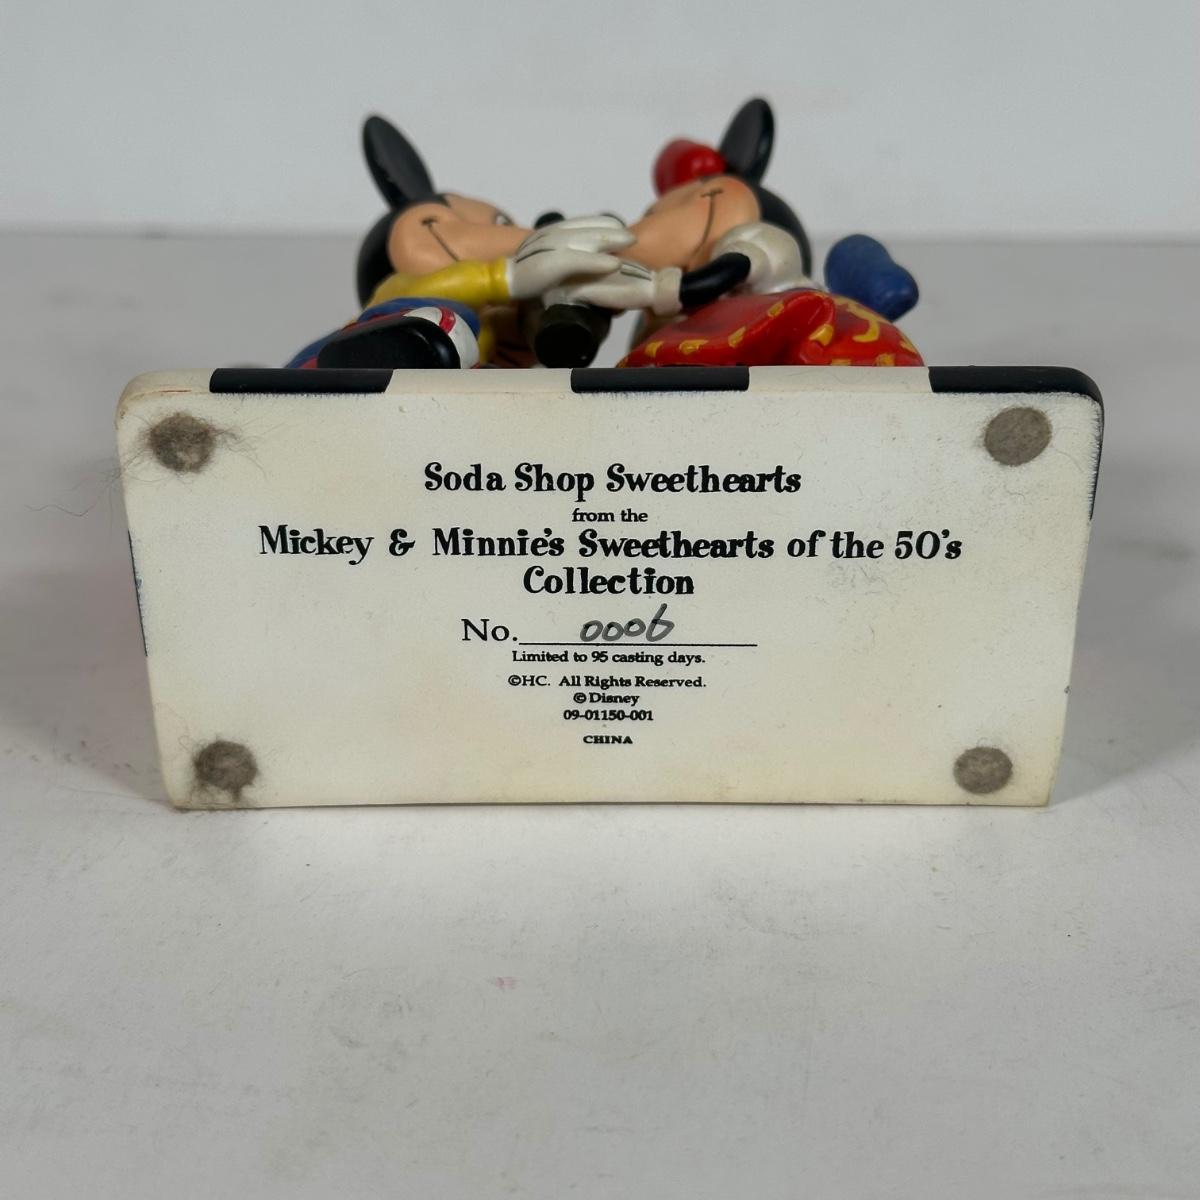 Soda Shop Sweethearts
from the
Mickey & Minnie's Sweethearts of the 50's
Collection
No. 0006
Limited to 95 casting days.
©HC. All Rights Reserved.
© Disney
09-01150-001
CHINA